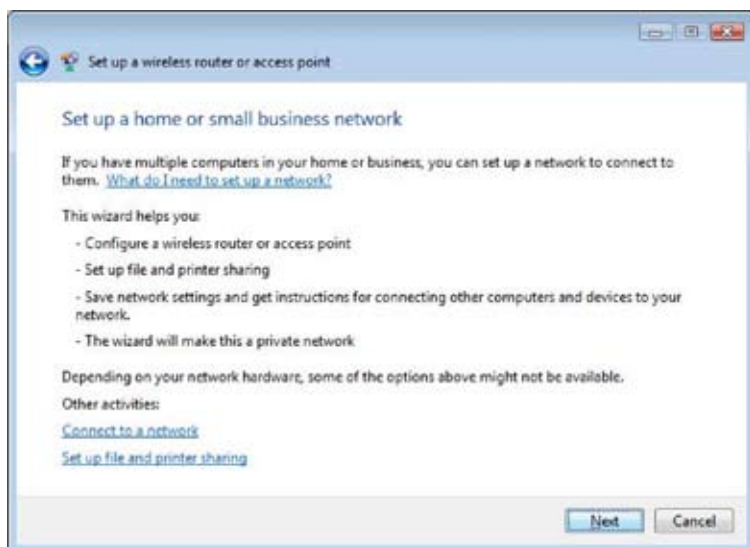 Set up a wireless router or access point
Set up a home or small business network
If you have multiple computers in your home or business, you can set up a network to connect to
them. What do I need to set up a network?
This wizard helps you:
- Configure a wireless router or access point
- Set up file and printer sharing
- Save network settings and get instructions for connecting other computers and devices to your
network.
- The wizard will make this a private network
Depending on your network hardware, some of the options above might not be available.
Other activities:
Connect to a network
Set up file and printer sharing
Next Cancel